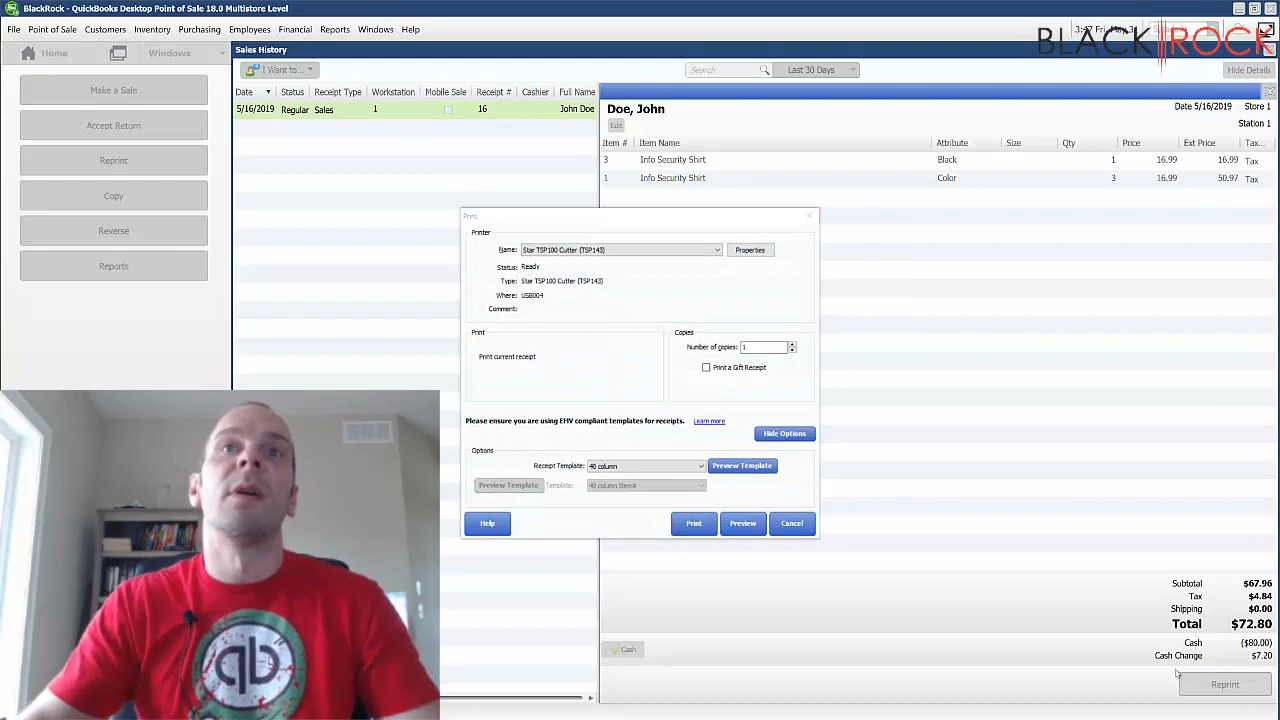 BlackRock - QuickBooks Desktop Point of Sale 18.0 Multistore Level
File Point of Sale Customers Inventory Purchasing Employees Financial Reports Windows Help
BLACK ROCK
Home Windows
Sales History
I Want to...
Search Last 30 Days Hide Details
Make a Sale
Accept Return
Reprint
Copy
Reverse
Reports
Date Status Receipt Type Workstation Mobile Sale Receipt # Cashier Full Name
5/16/2019 Regular Sales 1 16 John Doe
Doe, John Date 5/16/2019 Store 1
Edit Station 1
Item # Item Name Attribute Size Qty Price Ext Price Tax...
3 Info Security Shirt Black 1 16.99 16.99 Tax
1 Info Security Shirt Color 3 16.99 50.97 Tax
Print
Printer
Name: Star TSP100 Cutter (TSP143) Properties
Status: Ready
Type: Star TSP100 Cutter (TSP143)
Where: USB004
Comment:
Print
Print current receipt
Copies
Number of copies: 1
Print a Gift Receipt
Please ensure you are using EMV compliant templates for receipts. Learn more
Hide Options
Options
Receipt Template: 40 column Preview Template
Preview Template Template: 40 column Item#
Help Print Preview Cancel
Subtotal $67.96
Tax $4.84
Shipping $0.00
Total $72.80
Cash Cash ($80.00)
Cash Change $7.20
Reprint
qb